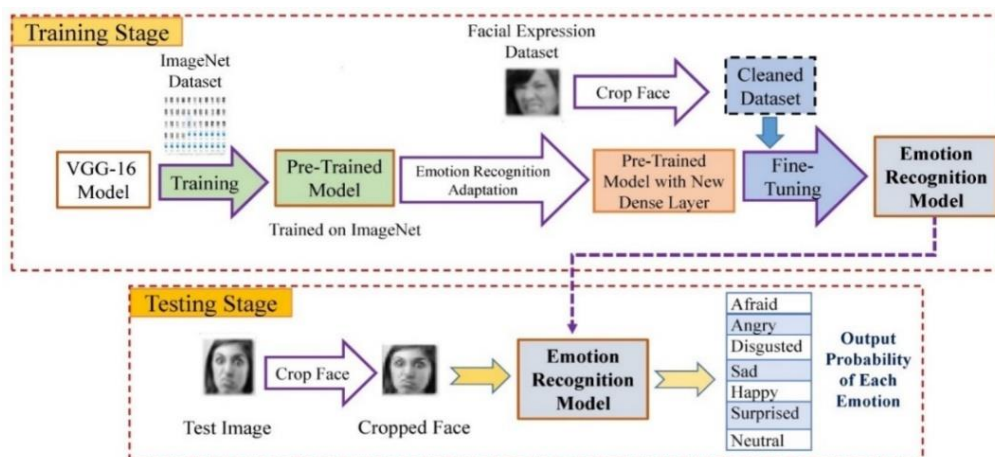 Training Stage
ImageNet
Dataset
Facial Expression
Dataset
Crop Face
Cleaned
Dataset
VGG-16
Model
Training
Pre-Trained
Model
Trained on ImageNet
Emotion Recognition
Adaptation
Pre-Trained
Model with New
Dense Layer
Fine-
Tuning
Emotion
Recognition
Model
Testing Stage
Test Image
Crop Face
Cropped Face
Emotion
Recognition
Model
Afraid
Angry
Disgusted
Sad
Happy
Surprised
Neutral
Output
Probability
of Each
Emotion